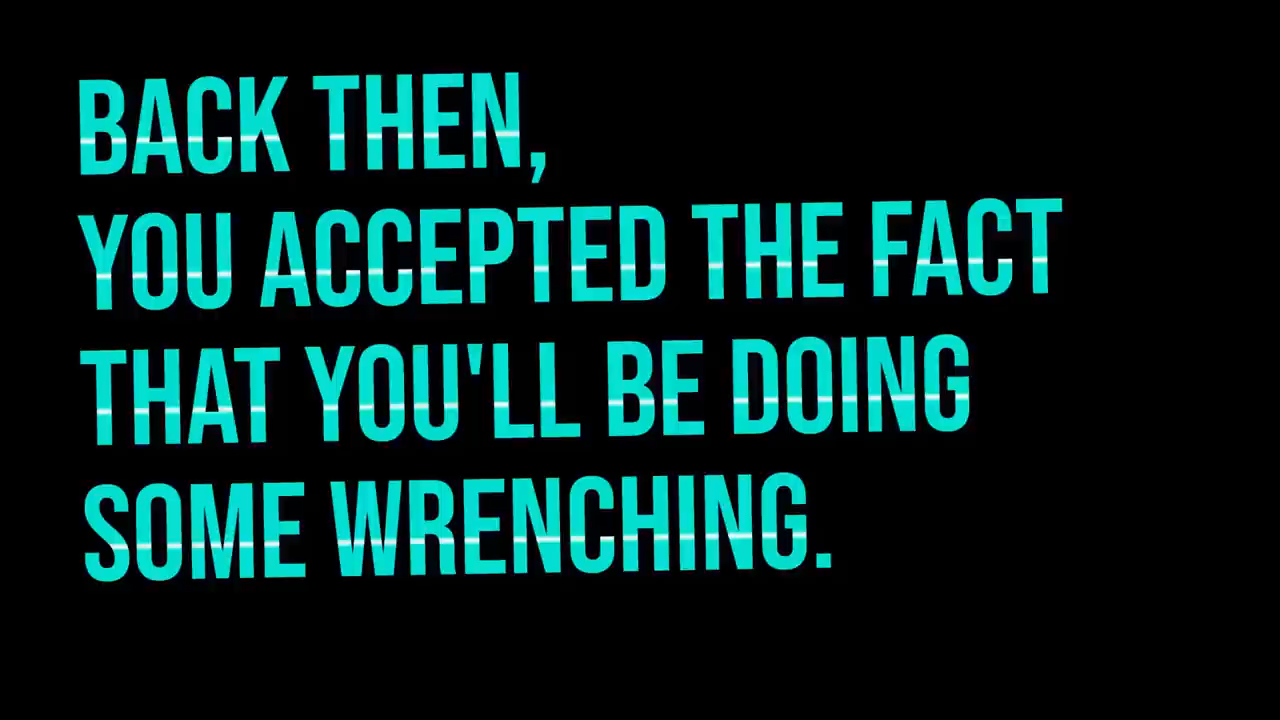 BACK THEN,
YOU ACCEPTED THE FACT
THAT YOU'LL BE DOING
SOME WRENCHING.